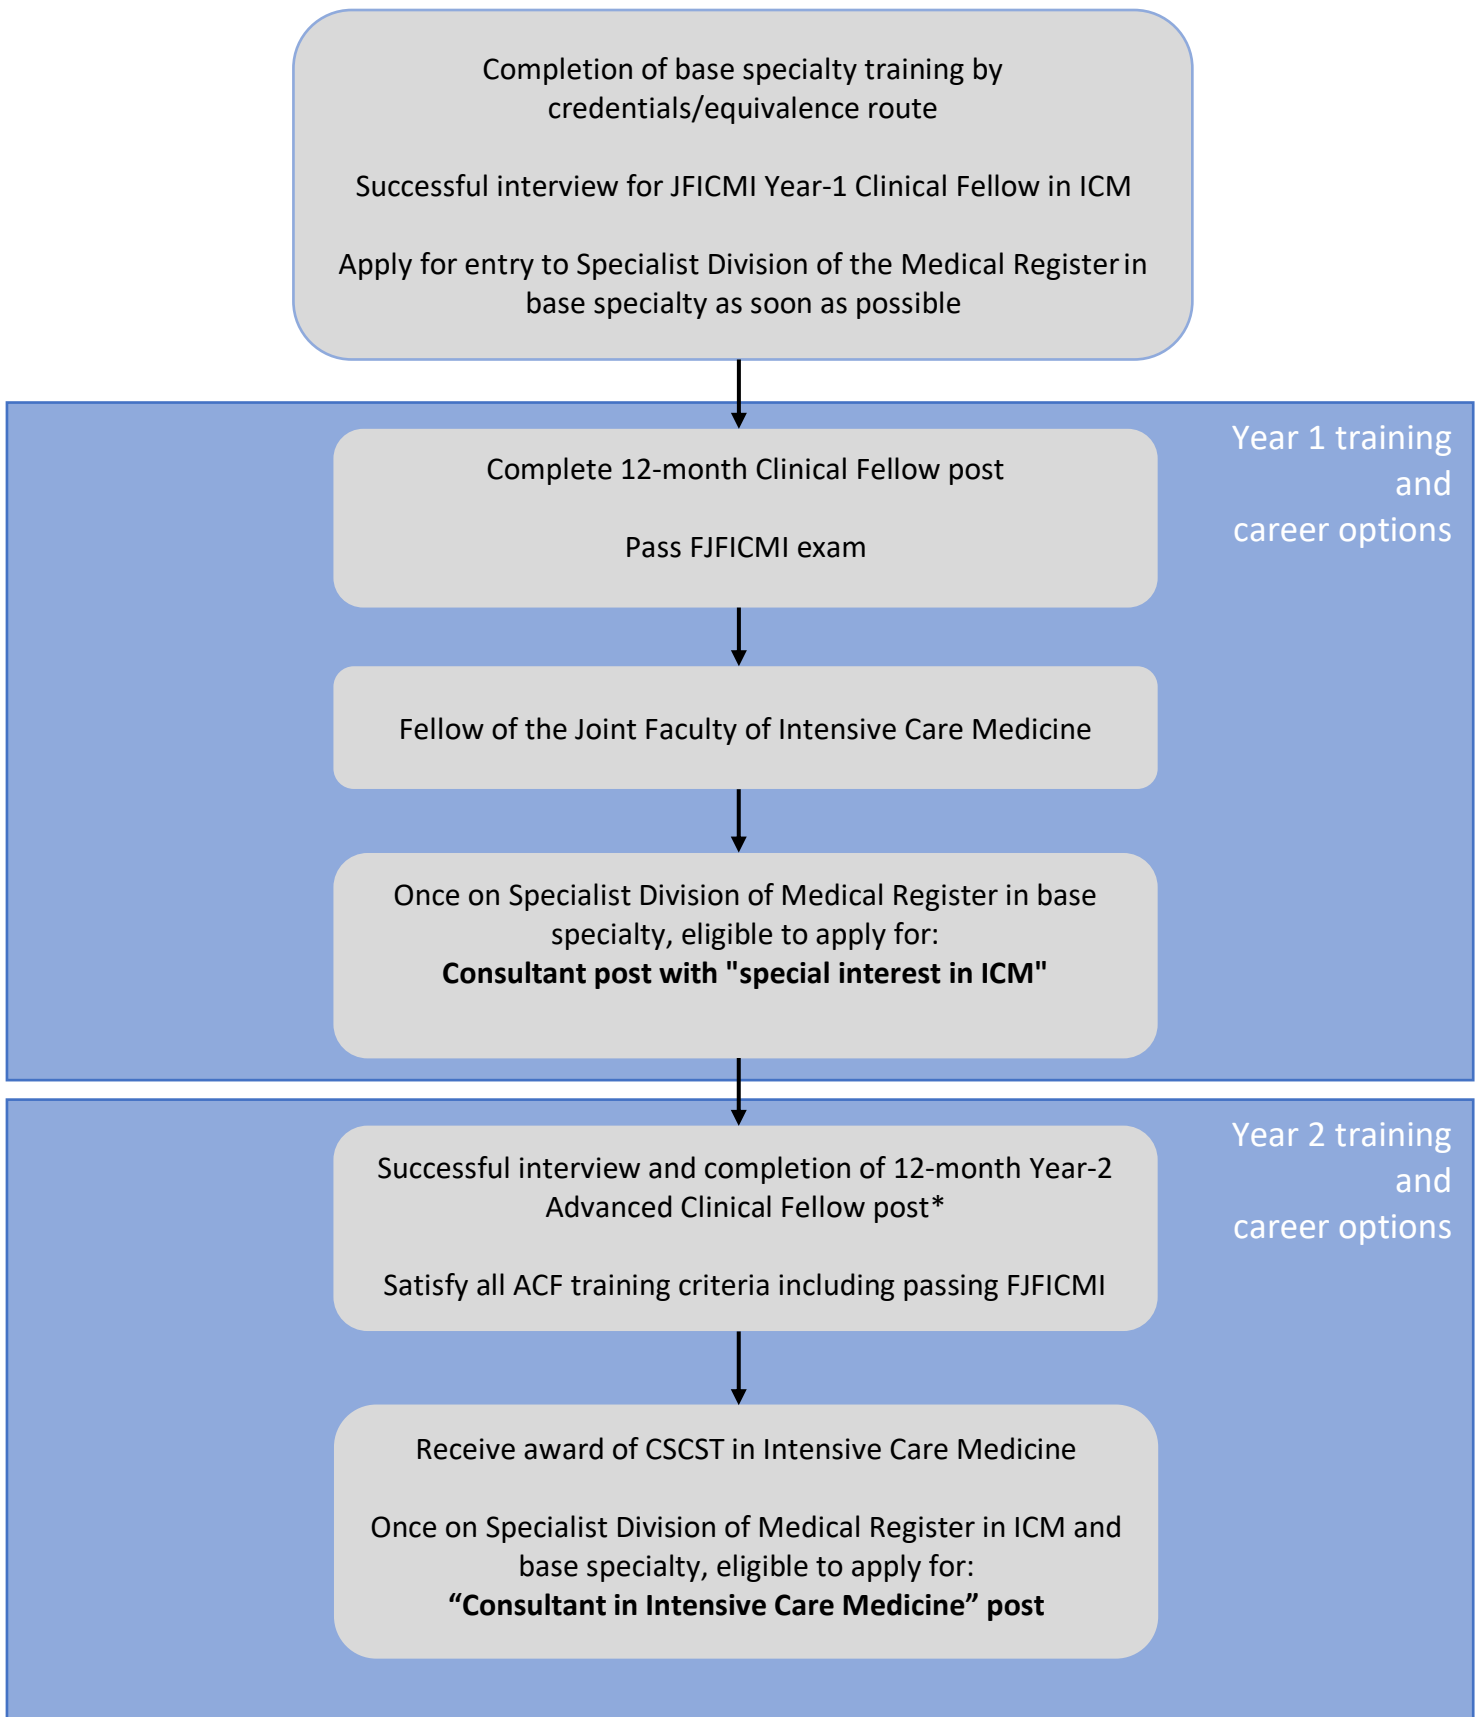 Completion of base specialty training by
credentials/equivalence route
Successful interview for JFICMI Year-1 Clinical Fellow in ICM
Apply for entry to Specialist Division of the Medical Register in
base specialty as soon as possible
Year 1 training
and
career options
Complete 12-month Clinical Fellow post
Pass FJFICMI exam
Fellow of the Joint Faculty of Intensive Care Medicine
Once on Specialist Division of Medical Register in base
specialty, eligible to apply for:
Consultant post with "special interest in ICM"
Year 2 training
and
career options
Successful interview and completion of 12-month Year-2
Advanced Clinical Fellow post*
Satisfy all ACF training criteria including passing FJFICMI
Receive award of CSCST in Intensive Care Medicine
Once on Specialist Division of Medical Register in ICM and
base specialty, eligible to apply for:
“Consultant in Intensive Care Medicine” post